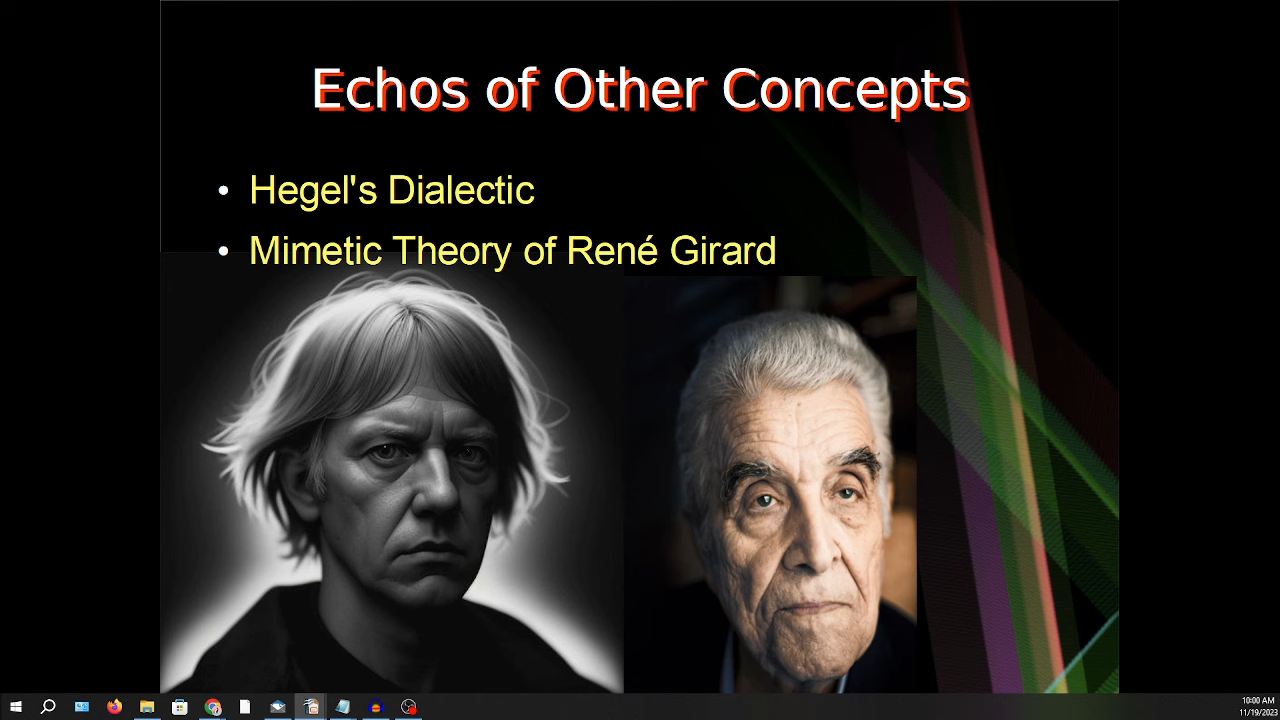 Echos of Other Concepts
• Hegel's Dialectic
• Mimetic Theory of René Girard
10:00 AM
11/19/2023